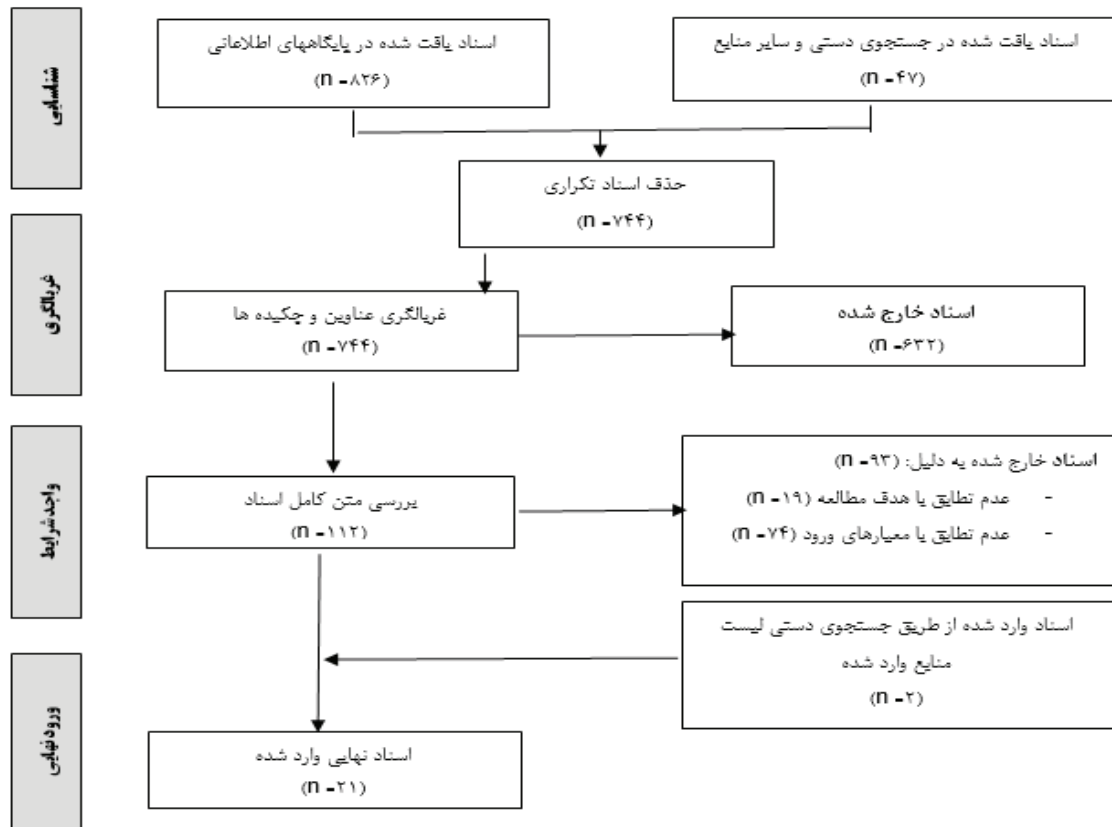 شناسایی
اسناد یافت شده در پایگاههای اطلاعاتی
(n =۸۲۶)
اسناد یافت شده در جستجوی دستی و سایر منابع
(n =۴۷)
حذف اسناد تکراری
(n =۷۴۴)
غربالگری
غربالگری عناوین و چکیده ها
(n =۷۴۴)
اسناد خارج شده
(n =۶۳۲)
واجد شرایط
بررسی متن کامل اسناد
(n =۱۱۲)
اسناد خارج شده به دلیل: (n =۹۳)
- عدم تطابق با هدف مطالعه (n =۱۹)
- عدم تطابق با معیارهای ورود (n =۷۴)
اسناد وارد شده از طریق جستجوی دستی لیست
منابع وارد شده
(n =۲)
ورود نهایی
اسناد نهایی وارد شده
(n =۲۱)